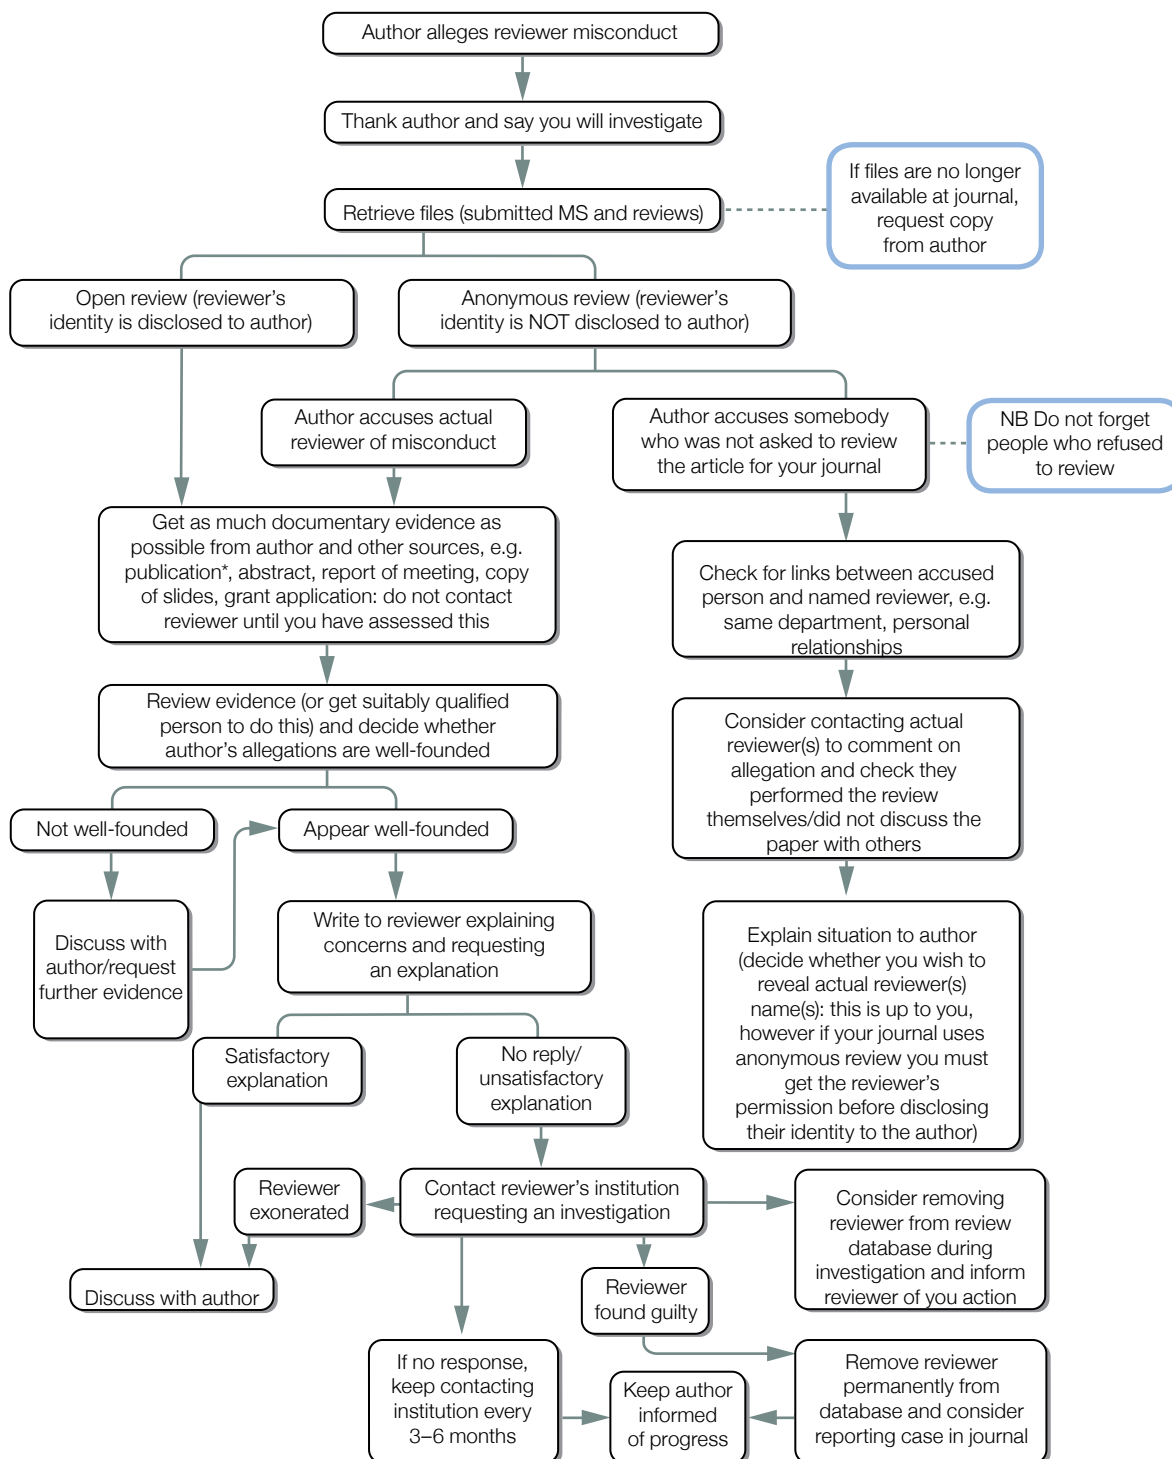 Author alleges reviewer misconduct
Thank author and say you will investigate
If files are no longer
available at journal,
request copy
from author
Retrieve files (submitted MS and reviews)
Open review (reviewer’s
identity is disclosed to author)
Anonymous review (reviewer’s
identity is NOT disclosed to author)
Author accuses actual
reviewer of misconduct
Author accuses somebody
who was not asked to review
the article for your journal
NB Do not forget
people who refused
to review
Get as much documentary evidence as
possible from author and other sources, e.g.
publication*, abstract, report of meeting, copy
of slides, grant application: do not contact
reviewer until you have assessed this
Check for links between accused
person and named reviewer, e.g.
same department, personal
relationships
Review evidence (or get suitably qualified
person to do this) and decide whether
author’s allegations are well-founded
Consider contacting actual
reviewer(s) to comment on
allegation and check they
performed the review
themselves/did not discuss the
paper with others
Not well-founded
Appear well-founded
Discuss with
author/request
further evidence
Write to reviewer explaining
concerns and requesting
an explanation
Explain situation to author
(decide whether you wish to
reveal actual reviewer(s)
name(s): this is up to you,
however if your journal uses
anonymous review you must
get the reviewer’s
permission before disclosing
their identity to the author)
Satisfactory
explanation
No reply/
unsatisfactory
explanation
Reviewer
exonerated
Contact reviewer’s institution
requesting an investigation
Consider removing
reviewer from review
database during
investigation and inform
reviewer of you action
Discuss with author
Reviewer
found guilty
If no response,
keep contacting
institution every
3–6 months
Keep author
informed
of progress
Remove reviewer
permanently from
database and consider
reporting case in journal